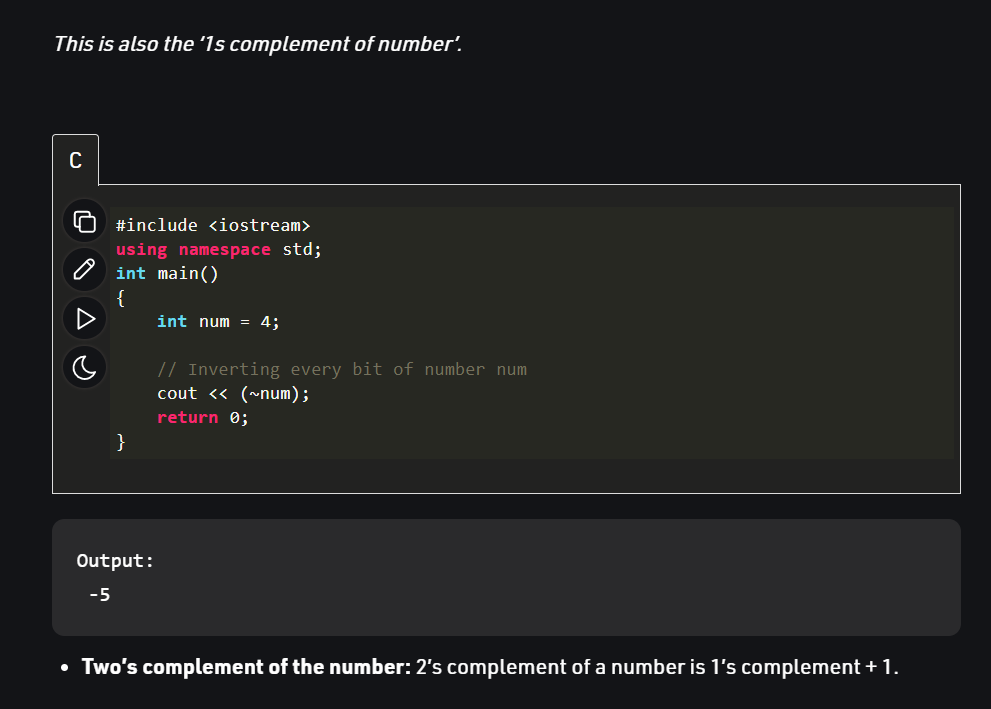 This is also the ‘1s complement of number’.
C
#include <iostream>
using namespace std;
int main()
{
    int num = 4;
    // Inverting every bit of number num
    cout << (~num);
    return 0;
}
Output:
-5
• Two’s complement of the number: 2’s complement of a number is 1’s complement + 1.